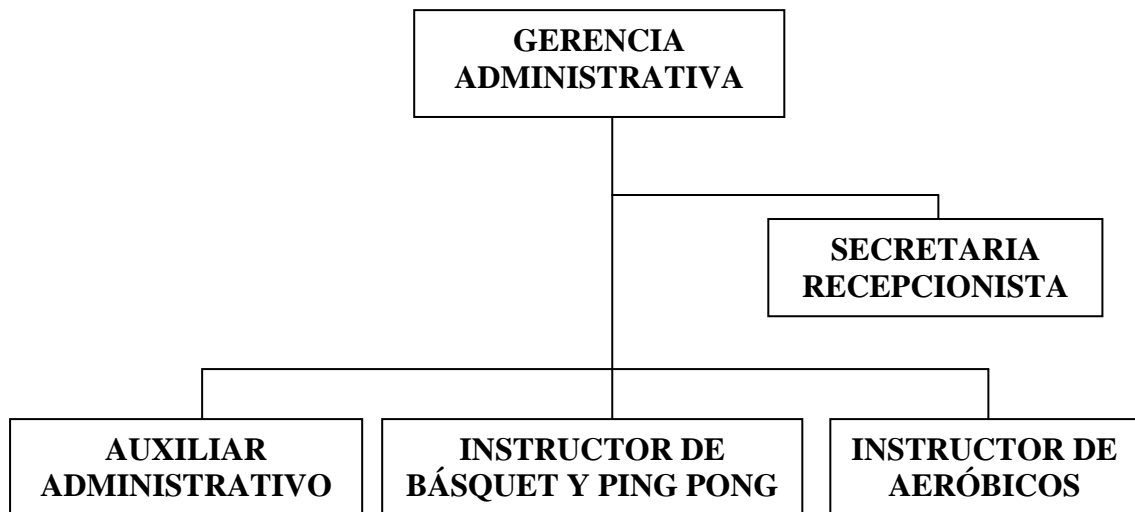 GERENCIA
ADMINISTRATIVA
SECRETARIA
RECEPCIONISTA
AUXILIAR
ADMINISTRATIVO
INSTRUCTOR DE
BÁSQUET Y PING PONG
INSTRUCTOR DE
AERÓBICOS